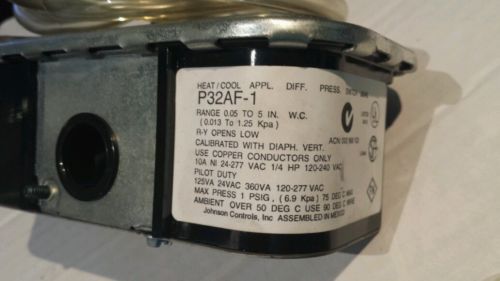 HEAT/COOL APPL. DIFF. PRESS. SWITCH
P32AF-1
RANGE 0.05 TO 5 IN. W.C.
(0.013 To 1.25 Kpa)
R-Y OPENS LOW
CALIBRATED WITH DIAPH. VERT.
USE COPPER CONDUCTORS ONLY
10A NI 24-277 VAC 1/4 HP 120-240 VAC
PILOT DUTY
125VA 24VAC 360VA 120-277 VAC
MAX PRESS 1 PSIG, (6.9 Kpa) 75 DEG C MAX
AMBIENT OVER 50 DEG C USE 90 DEG C WIRE
Johnson Controls, Inc ASSEMBLED IN MEXICO
ACN